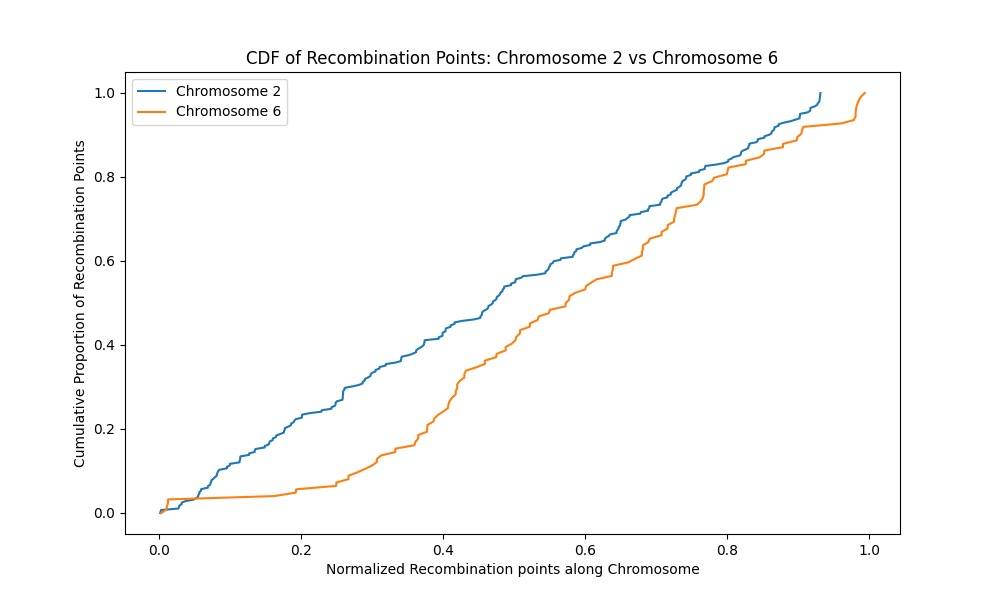 CDF of Recombination Points: Chromosome 2 vs Chromosome 6
Chromosome 2
Chromosome 6
Cumulative Proportion of Recombination Points
1.0
0.8
0.6
0.4
0.2
0.0
0.0 0.2 0.4 0.6 0.8 1.0
Normalized Recombination points along Chromosome